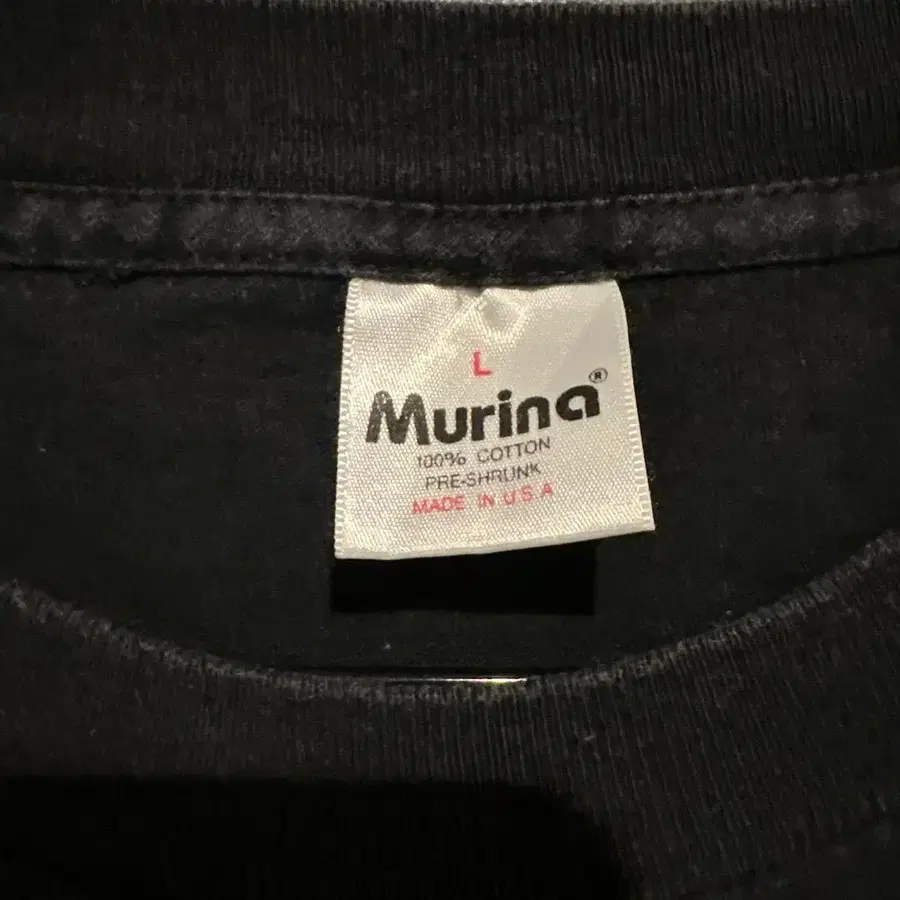 L
Murina®
100% COTTON
PRE-SHRUNK
MADE IN U S A